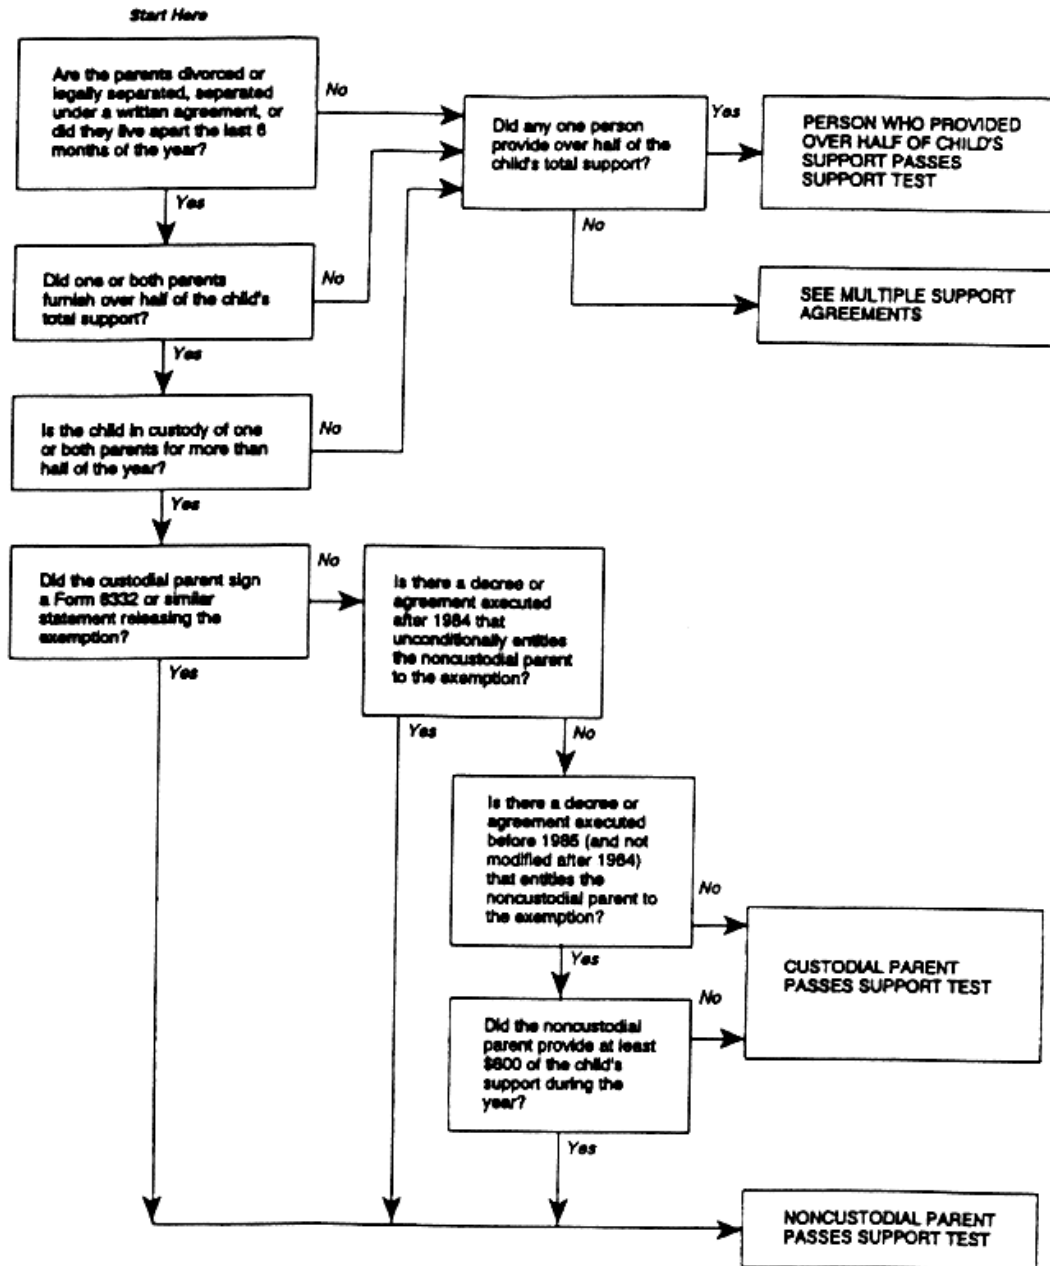 Start Here
Are the parents divorced or
legally separated, separated
under a written agreement, or
did they live apart the last 6
months of the year?
No
Yes
Did any one person
provide over half of the
child's total support?
Yes
No
PERSON WHO PROVIDED
OVER HALF OF CHILD'S
SUPPORT PASSES
SUPPORT TEST
SEE MULTIPLE SUPPORT
AGREEMENTS
Did one or both parents
furnish over half of the child's
total support?
No
Yes
Is the child in custody of one
or both parents for more than
half of the year?
No
Yes
Did the custodial parent sign
a Form 8332 or similar
statement releasing the
exemption?
No
Yes
Is there a decree or
agreement executed
after 1984 that
unconditionally entitles
the noncustodial parent
to the exemption?
Yes
No
Is there a decree or
agreement executed
before 1985 (and not
modified after 1984)
that entitles the
noncustodial parent to
the exemption?
No
Yes
CUSTODIAL PARENT
PASSES SUPPORT TEST
Did the noncustodial
parent provide at least
$600 of the child's
support during the
year?
No
Yes
NONCUSTODIAL PARENT
PASSES SUPPORT TEST